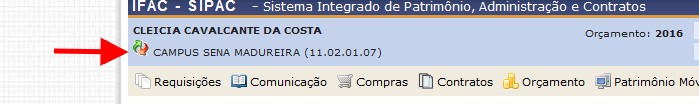 IFAC - SIPAC - Sistema Integrado de Patrimônio, Administração e Contratos
CLEICIA CAVALCANTE DA COSTA Orçamento: 2016
CAMPUS SENA MADUREIRA (11.02.01.07)
Requisições Comunicação Compras Contratos Orçamento Patrimônio Móv